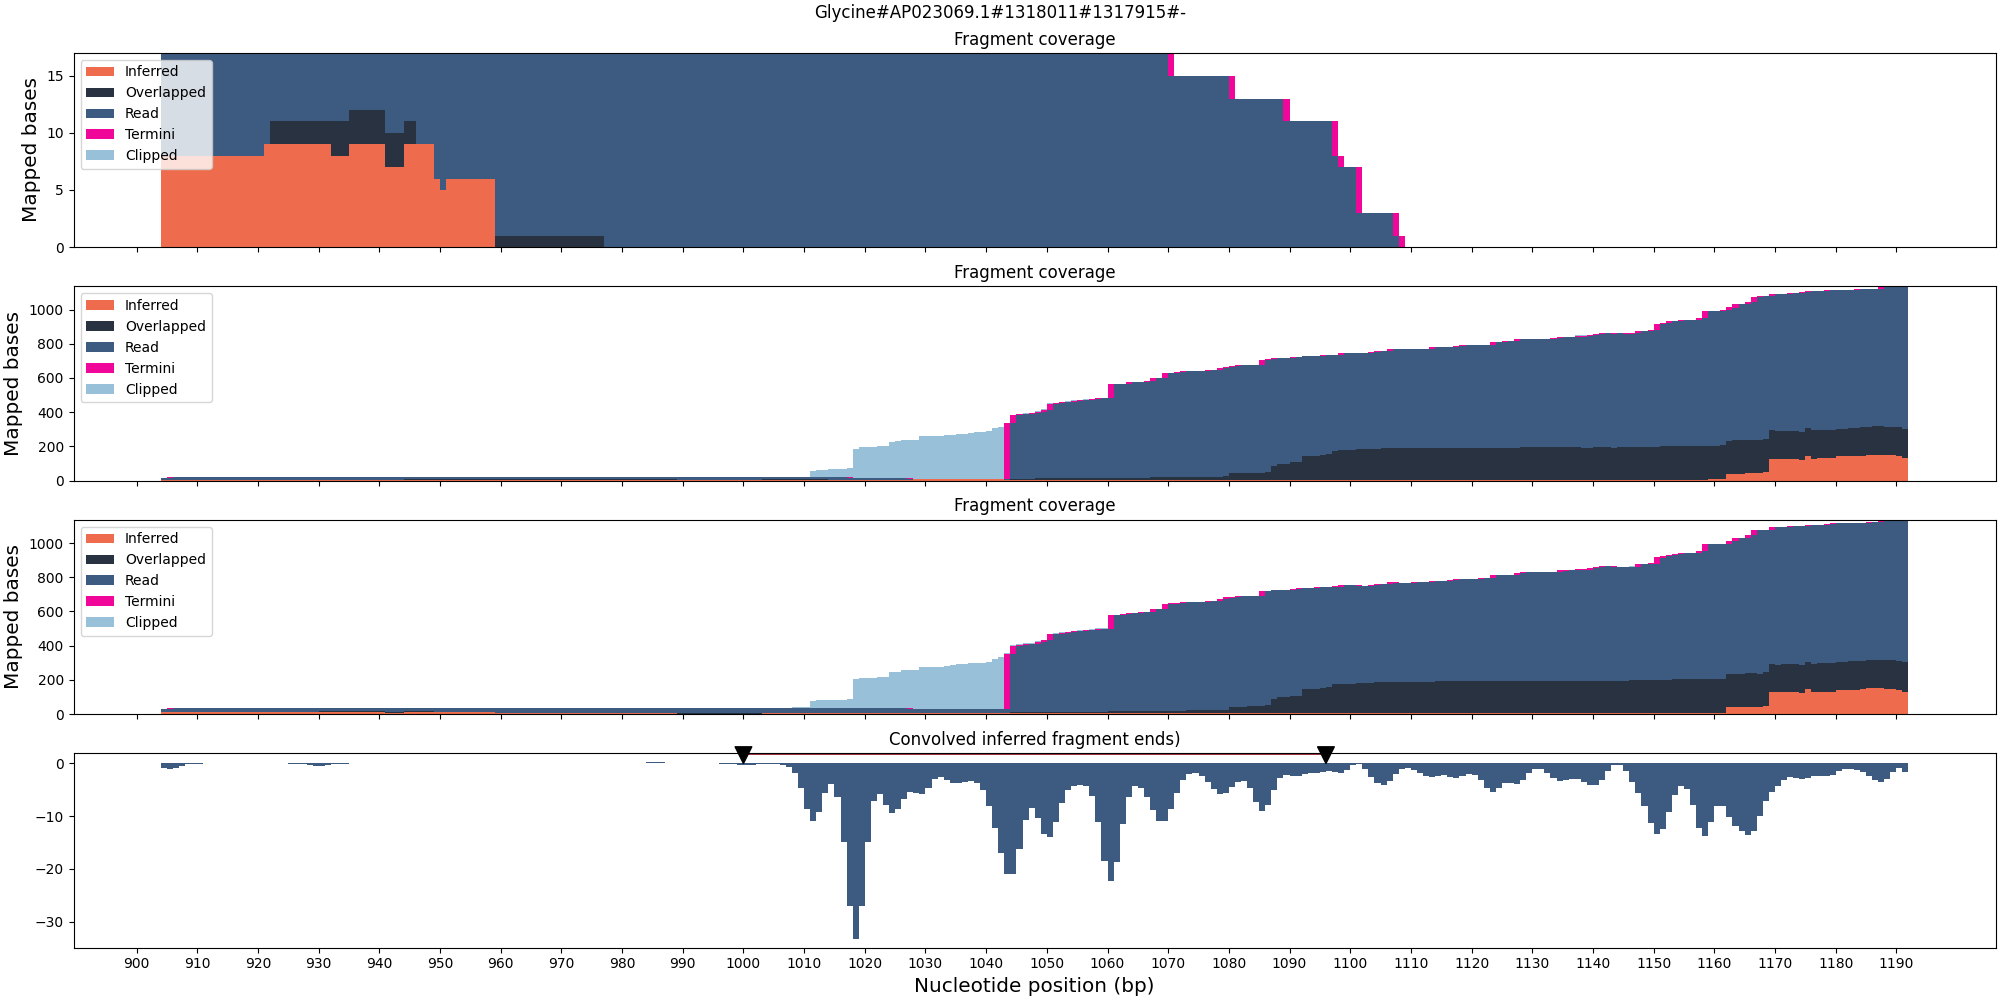 Glycine#AP023069.1#1318011#1317915#-
Fragment coverage
Mapped bases
15
10
5
0
Inferred
Overlapped
Read
Termini
Clipped
Fragment coverage
Mapped bases
1000
800
600
400
200
0
Inferred
Overlapped
Read
Termini
Clipped
Fragment coverage
Mapped bases
1000
800
600
400
200
0
Inferred
Overlapped
Read
Termini
Clipped
Convolved inferred fragment ends)
0
−10
−20
−30
900 910 920 930 940 950 960 970 980 990 1000 1010 1020 1030 1040 1050 1060 1070 1080 1090 1100 1110 1120 1130 1140 1150 1160 1170 1180 1190
Nucleotide position (bp)